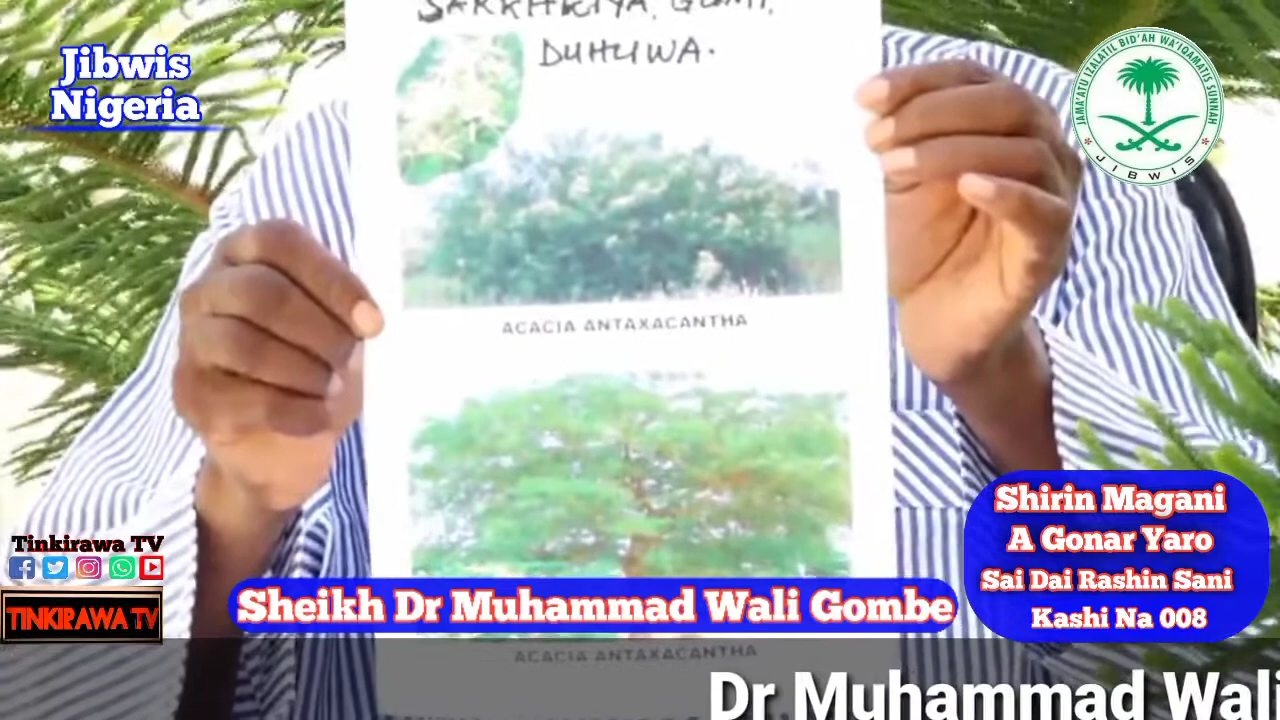 DUHUWA.
Jibwis
Nigeria
JAMA'ATU IZALATIL BID'AH WA'IQAMATIS SUNNAH
JIBWIS
ACACIA ANTAXACANTHA
Shirin Magani
A Gonar Yaro
Sai Dai Rashin Sani
Kashi Na 008
Tinkirawa TV
TINKIRAWA TV
Sheikh Dr Muhammad Wali Gombe
ACACIA ANTAXACANTHA
Dr Muhammad Wali